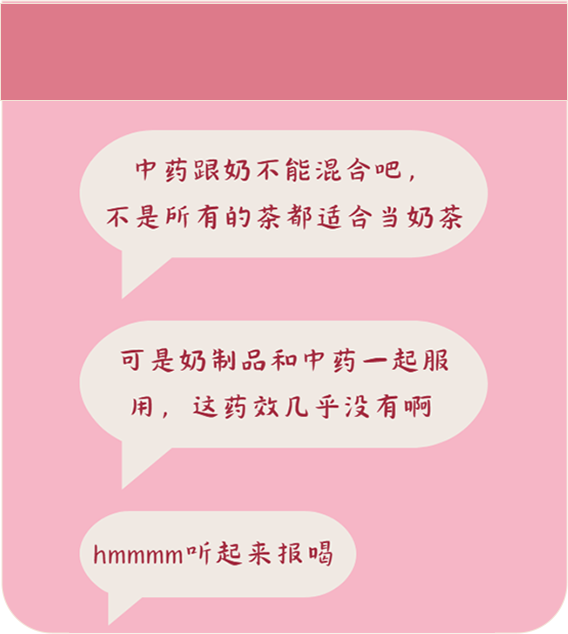 中药跟奶不能混合吧，
不是所有的茶都适合当奶茶
可是奶制品和中药一起服
用，这药效几乎没有啊
hmmmm听起来报喝